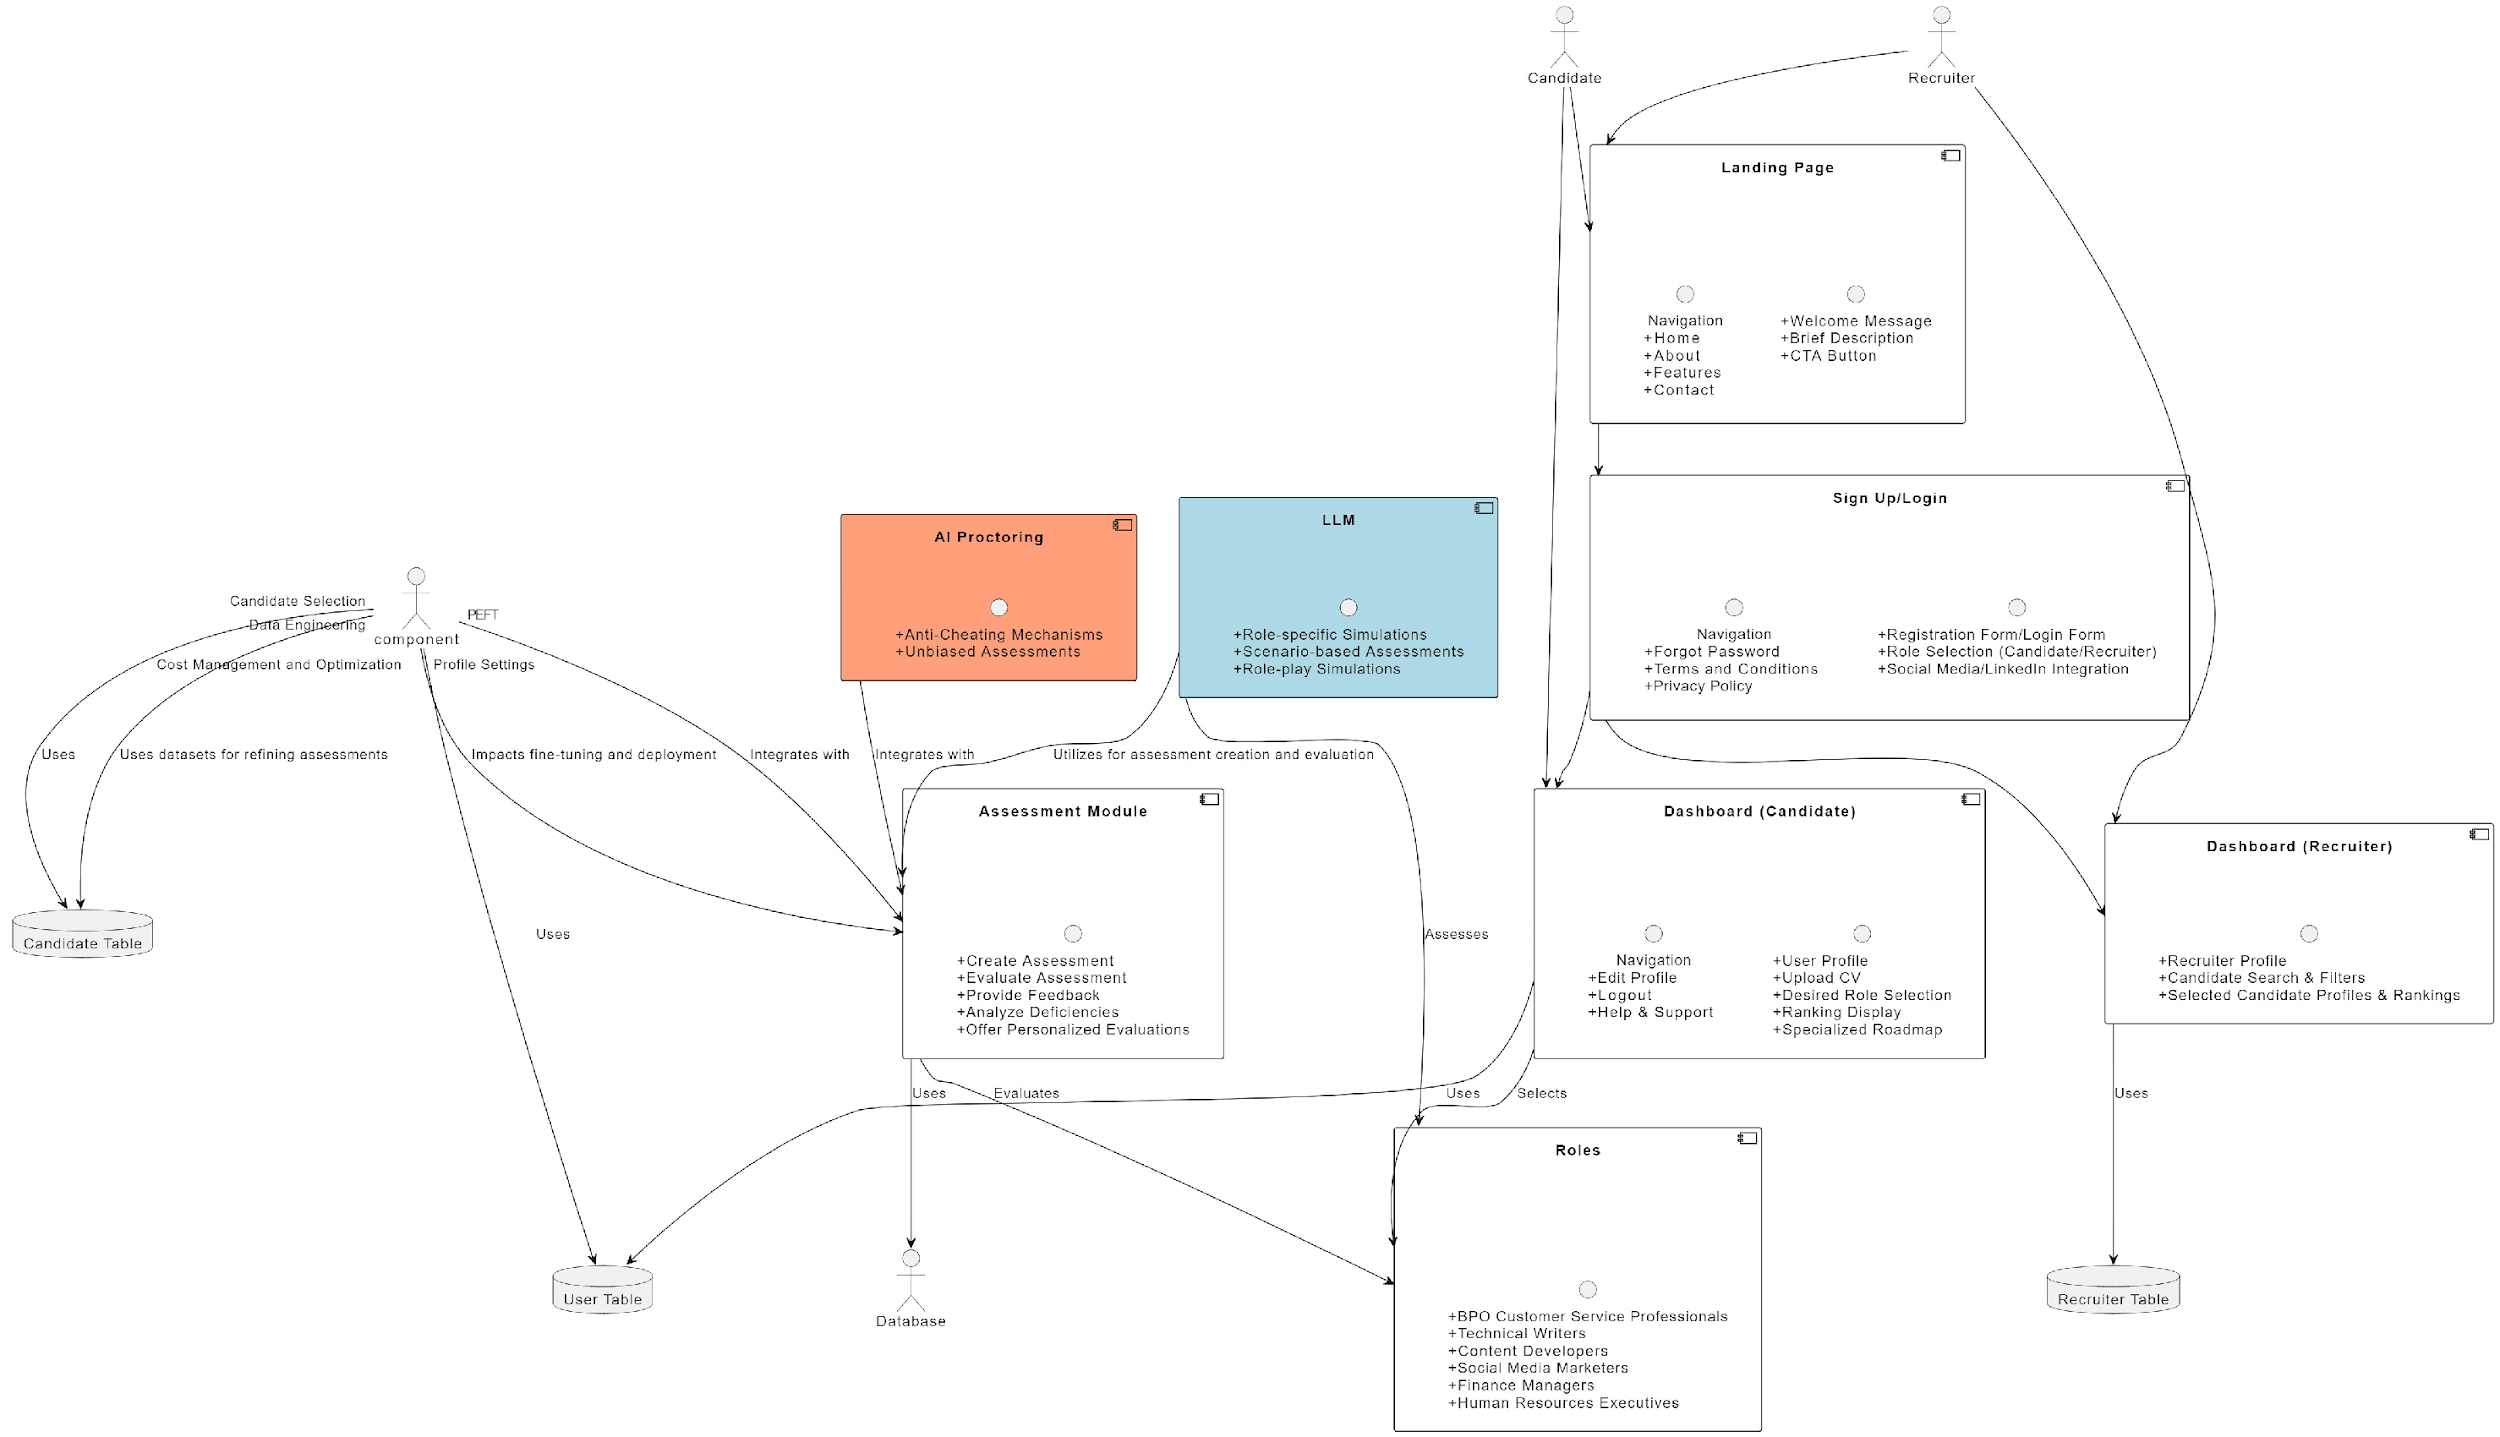 Candidate
Recruiter
Landing Page
Navigation
+Home
+About
+Features
+Contact
+Welcome Message
+Brief Description
+CTA Button
Sign Up/Login
Navigation
+Forgot Password
+Terms and Conditions
+Privacy Policy
+Registration Form/Login Form
+Role Selection (Candidate/Recruiter)
+Social Media/LinkedIn Integration
LLM
+Role-specific Simulations
+Scenario-based Assessments
+Role-play Simulations
AI Proctoring
+Anti-Cheating Mechanisms
+Unbiased Assessments
component
Candidate Selection
Data Engineering
Cost Management and Optimization
Profile Settings
PEFT
Uses
Uses datasets for refining assessments
Impacts fine-tuning and deployment
Integrates with
Integrates with
Utilizes for assessment creation and evaluation
Assessment Module
+Create Assessment
+Evaluate Assessment
+Provide Feedback
+Analyze Deficiencies
+Offer Personalized Evaluations
Dashboard (Candidate)
Navigation
+Edit Profile
+Logout
+Help & Support
+User Profile
+Upload CV
+Desired Role Selection
+Ranking Display
+Specialized Roadmap
Dashboard (Recruiter)
+Recruiter Profile
+Candidate Search & Filters
+Selected Candidate Profiles & Rankings
Candidate Table
Uses
Assesses
Uses
Evaluates
Uses
Selects
Uses
Roles
+BPO Customer Service Professionals
+Technical Writers
+Content Developers
+Social Media Marketers
+Finance Managers
+Human Resources Executives
User Table
Database
Recruiter Table